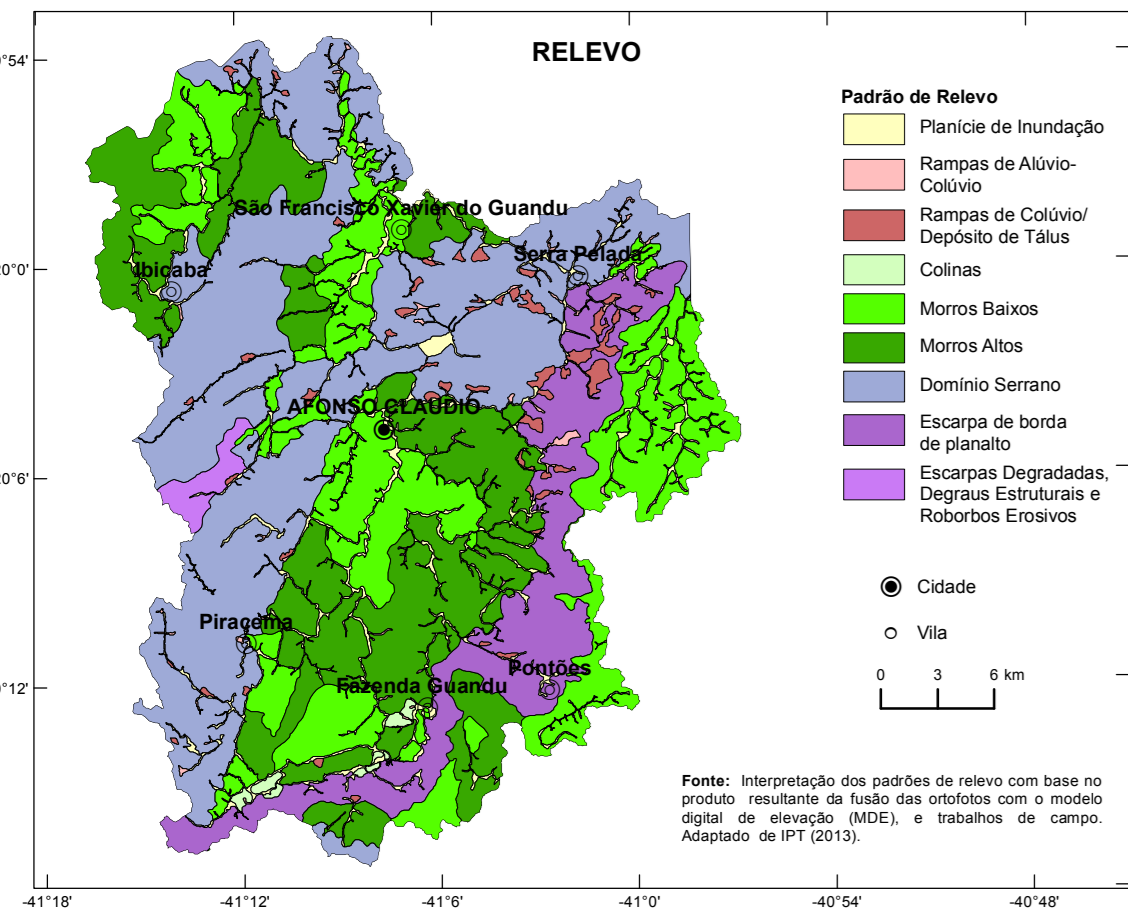 RELEVO
0°54'
20°0'
20°6'
0°12'
São Francisco Xavier do Guandu
Serra Pelada
Ibicaba
AFONSO CLAUDIO
Piracema
Pontões
Fazenda Guandu
Padrão de Relevo
Planície de Inundação
Rampas de Alúvio-
Colúvio
Rampas de Colúvio/
Depósito de Tálus
Colinas
Morros Baixos
Morros Altos
Domínio Serrano
Escarpa de borda
de planalto
Escarpas Degradadas,
Degraus Estruturais e
Roborbos Erosivos
Cidade
Vila
0 3 6 km
Fonte: Interpretação dos padrões de relevo com base no
produto resultante da fusão das ortofotos com o modelo
digital de elevação (MDE), e trabalhos de campo.
Adaptado de IPT (2013).
-41°18' -41°12' -41°6' -41°0' -40°54' -40°48'